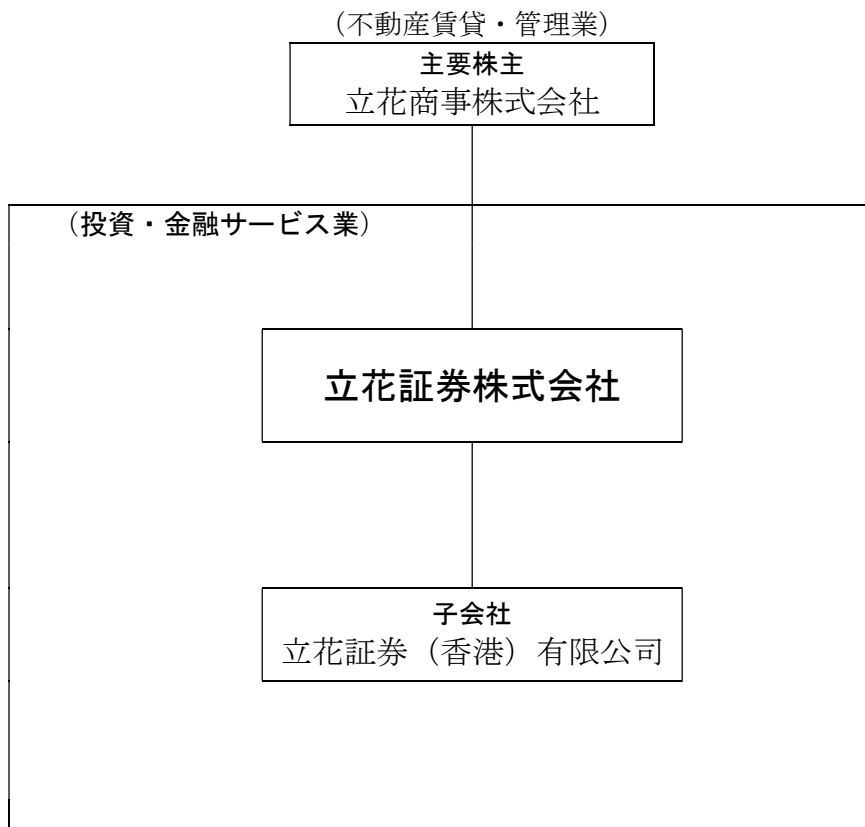 （不動産賃貸・管理業）
主要株主
立花商事株式会社
（投資・金融サービス業）
立花証券株式会社
子会社
立花証券（香港）有限公司